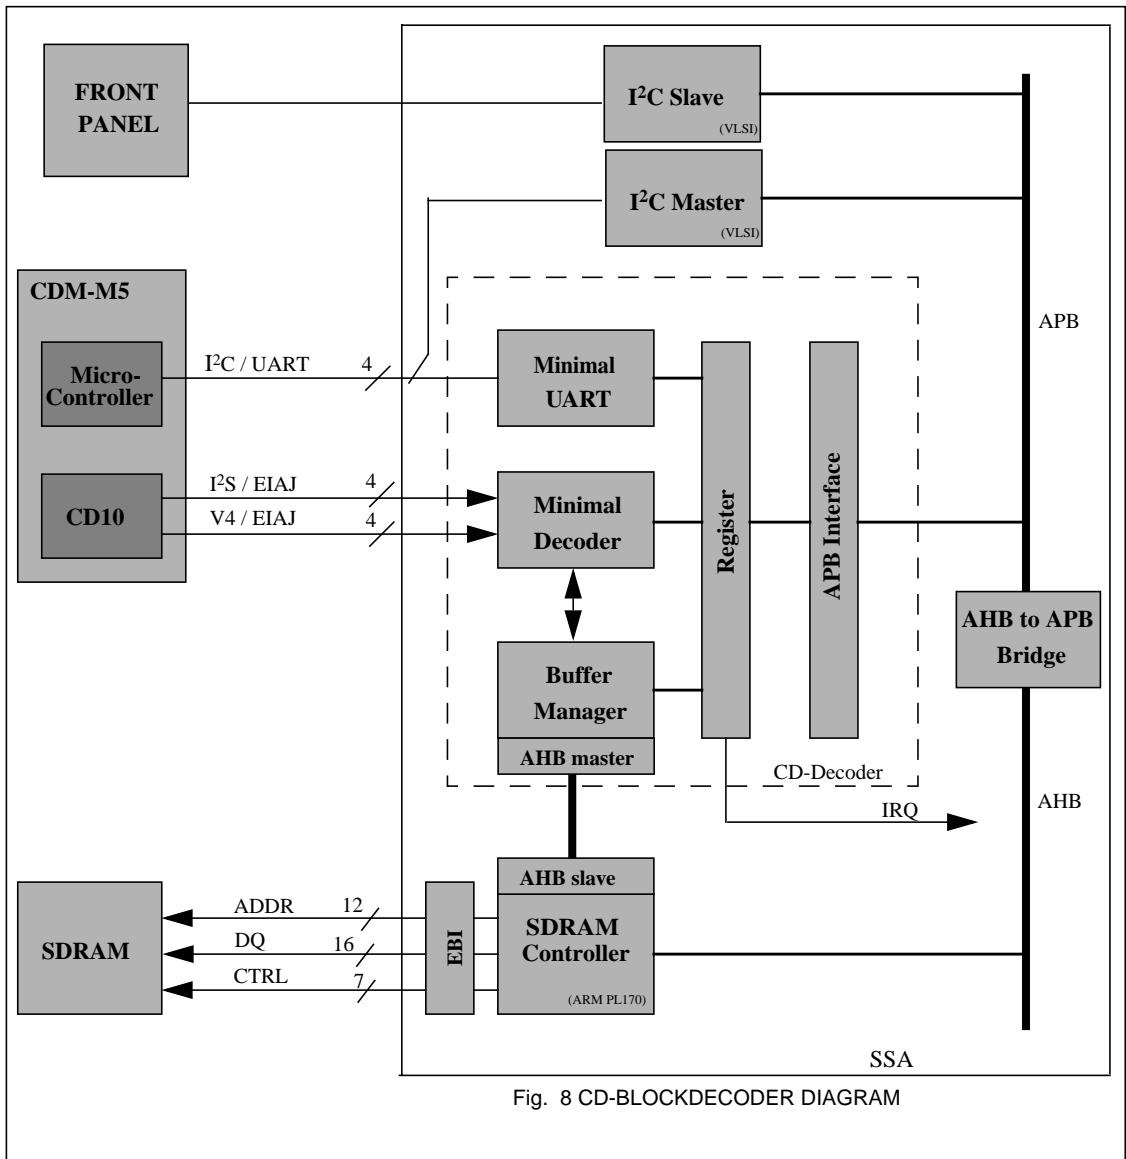 FRONT
PANEL
I²C Slave
(VLSI)
I²C Master
(VLSI)
CDM-M5
Micro-
Controller
CD10
I²C / UART
4
I²S / EIAJ
4
V4 / EIAJ
4
Minimal
UART
Minimal
Decoder
Buffer
Manager
AHB master
Register
APB Interface
CD-Decoder
APB
AHB to APB
Bridge
AHB
IRQ
AHB slave
SDRAM
Controller
(ARM PL170)
EBI
SDRAM
ADDR
12
DQ
16
CTRL
7
SSA
Fig. 8 CD-BLOCKDECODER DIAGRAM